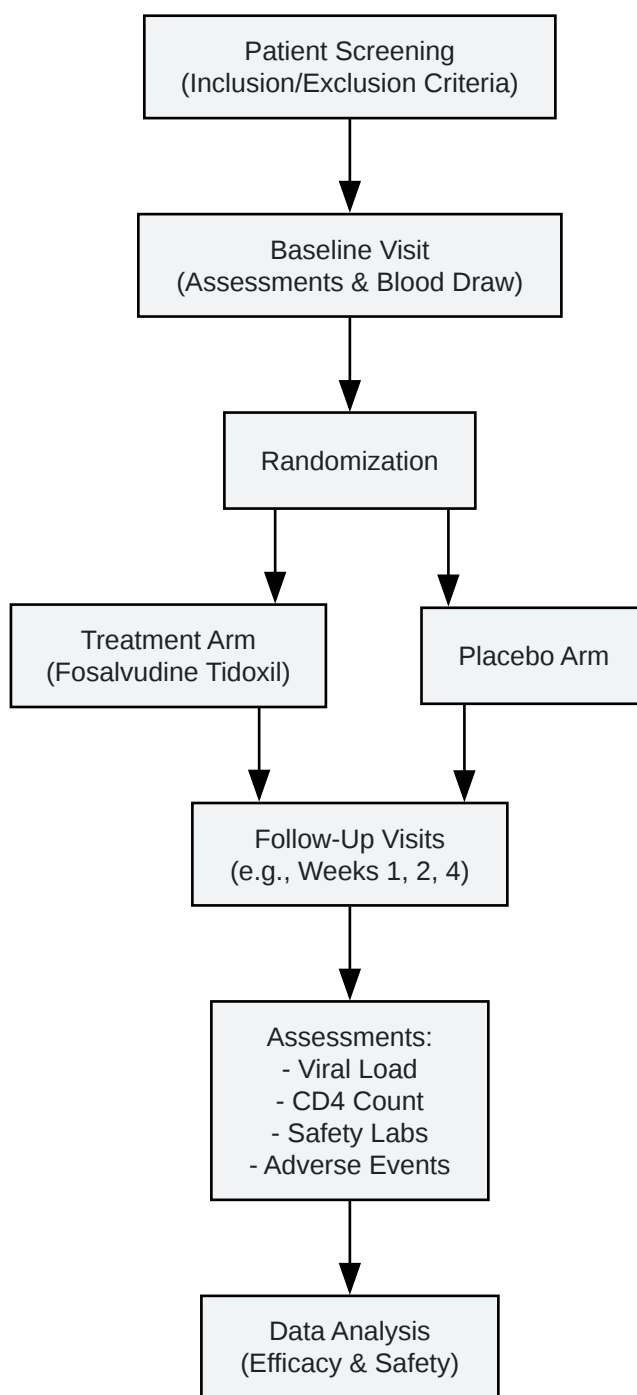 Patient Screening
(Inclusion/Exclusion Criteria)
Baseline Visit
(Assessments & Blood Draw)
Randomization
Treatment Arm
(Fosalvudine Tidoxil)
Placebo Arm
Follow-Up Visits
(e.g., Weeks 1, 2, 4)
Assessments:
- Viral Load
- CD4 Count
- Safety Labs
- Adverse Events
Data Analysis
(Efficacy & Safety)